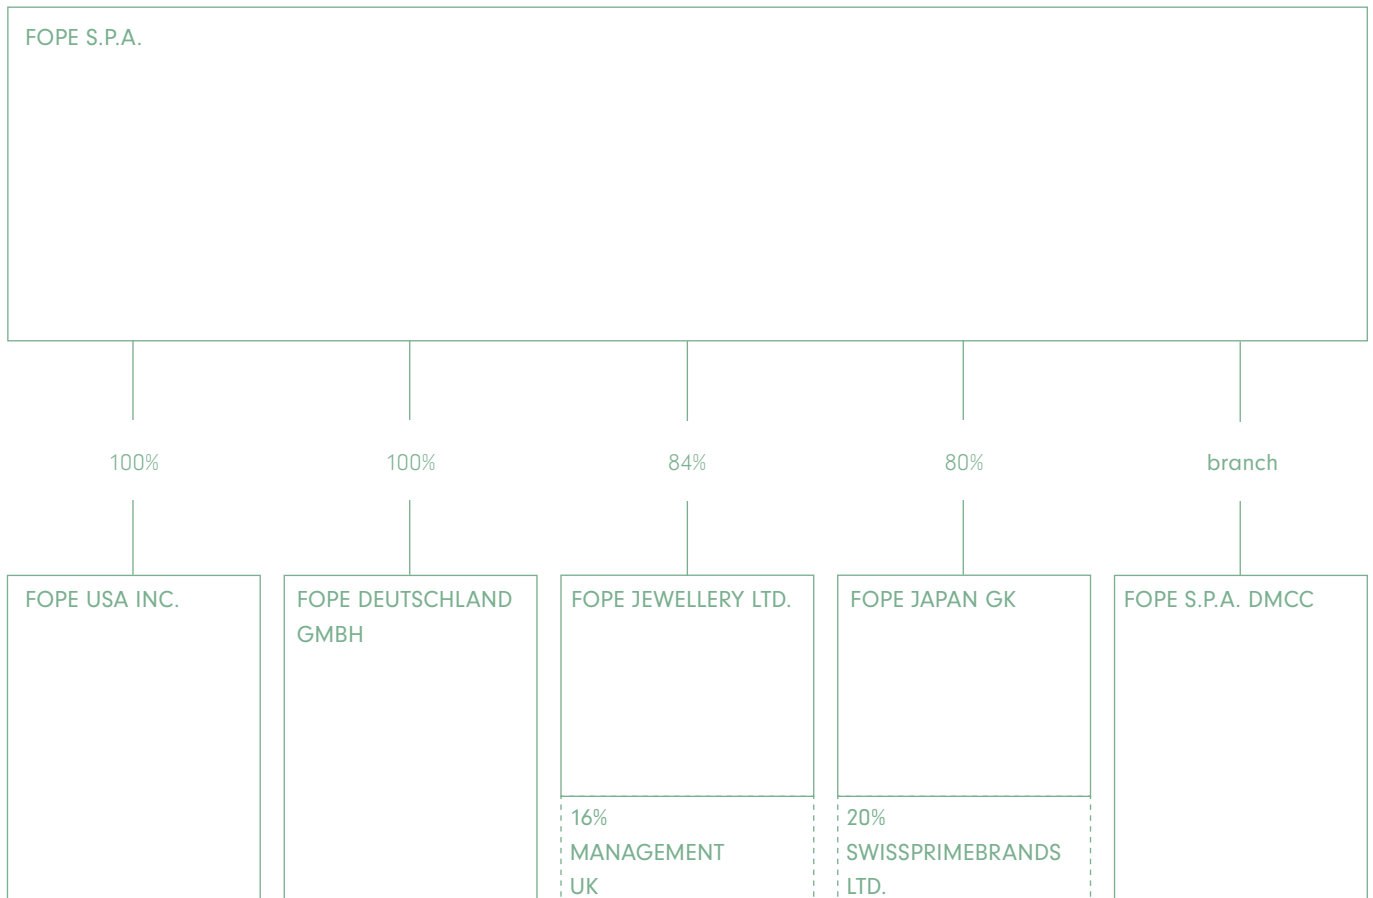 FOPE S.P.A.
100%
100%
84%
80%
branch
FOPE USA INC.
FOPE DEUTSCHLAND
GMBH
FOPE JEWELLERY LTD.
FOPE JAPAN GK
FOPE S.P.A. DMCC
16%
MANAGEMENT
UK
20%
SWISSPRIMEBRANDS
LTD.